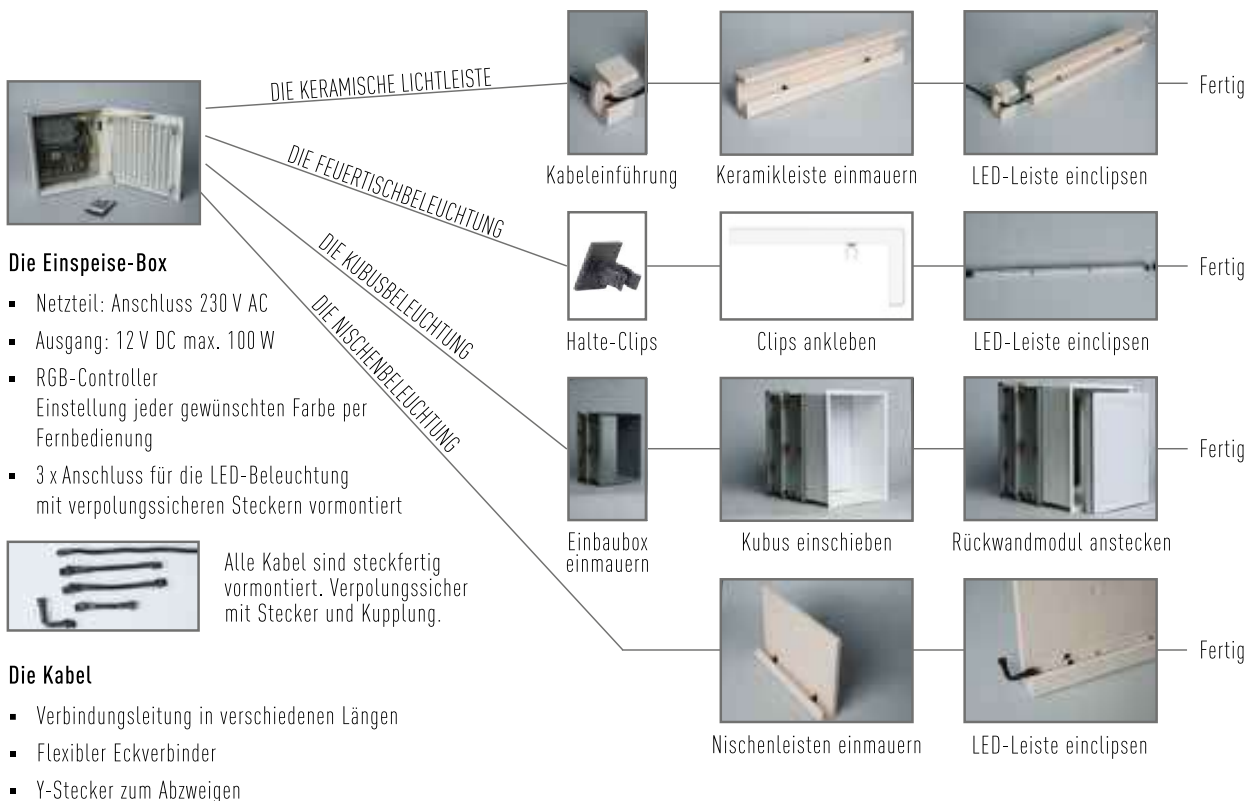 DIE KERAMISCHE LICHTLEISTE
Kabeleinführung
Keramikleiste einmauern
LED-Leiste einclipsen
Fertig
DIE FEUERTISCHBELEUCHTUNG
Halte-Clips
Clips ankleben
LED-Leiste einclipsen
Fertig
DIE KUBUSBELEUCHTUNG
Einbaubox
einmauern
Kubus einschieben
Rückwandmodul anstecken
Fertig
DIE NISCHENBELEUCHTUNG
Nischenleisten einmauern
LED-Leiste einclipsen
Fertig
Die Einspeise-Box
▪ Netzteil: Anschluss 230 V AC
▪ Ausgang: 12 V DC max. 100 W
▪ RGB-Controller
Einstellung jeder gewünschten Farbe per
Fernbedienung
▪ 3 x Anschluss für die LED-Beleuchtung
mit verpolungssicheren Steckern vormontiert
Alle Kabel sind steckfertig
vormontiert. Verpolungssicher
mit Stecker und Kupplung.
Die Kabel
▪ Verbindungsleitung in verschiedenen Längen
▪ Flexibler Eckverbinder
▪ Y-Stecker zum Abzweigen